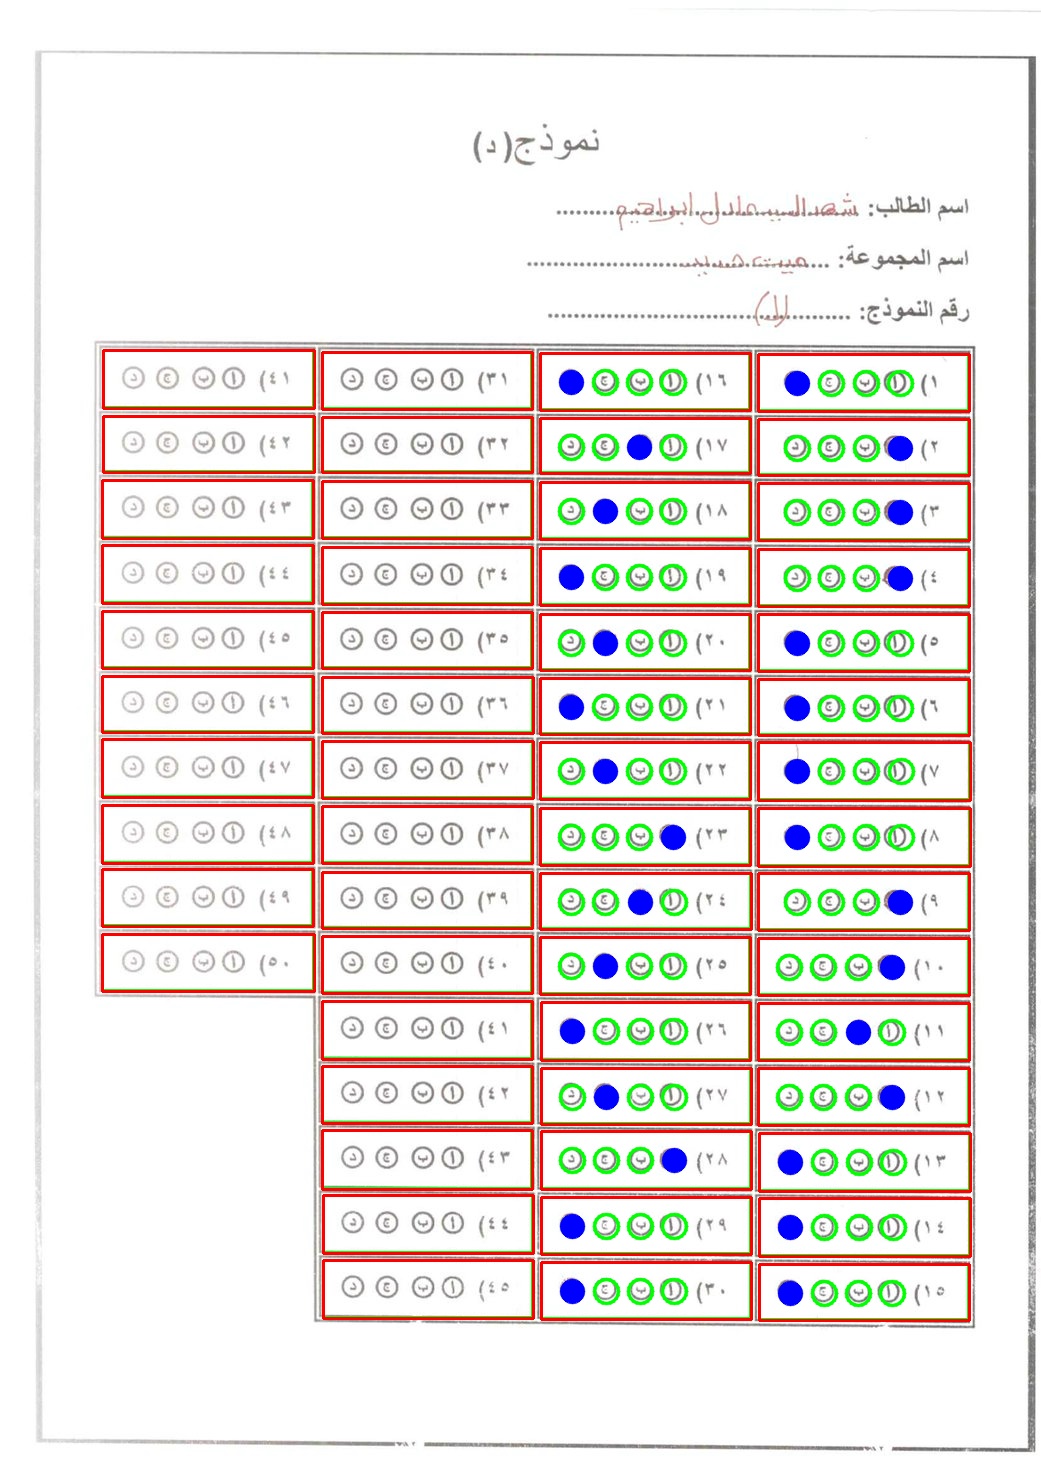 نموذج(د)
اسم الطالب: شهد السيد عادل ابراهيم
اسم المجموعة: ميت
رقم النموذج: (د)
١) أ ب ج ١٦) أ ب ج ٣١) أ ب ج د ٤١) أ ب ج د
٢) ب ج د ١٧) أ ج د ٣٢) أ ب ج د ٤٢) أ ب ج د
٣) ب ج د ١٨) أ ب د ٣٣) أ ب ج د ٤٣) أ ب ج د
٤) ب ج د ١٩) أ ب ج ٣٤) أ ب ج د ٤٤) أ ب ج د
٥) أ ب ج ٢٠) أ ب د ٣٥) أ ب ج د ٤٥) أ ب ج د
٦) أ ب ج ٢١) أ ب ج ٣٦) أ ب ج د ٤٦) أ ب ج د
٧) أ ب ج ٢٢) أ ب د ٣٧) أ ب ج د ٤٧) أ ب ج د
٨) أ ب ج ٢٣) ب ج د ٣٨) أ ب ج د ٤٨) أ ب ج د
٩) ب ج د ٢٤) أ ج د ٣٩) أ ب ج د ٤٩) أ ب ج د
١٠) ب ج د ٢٥) أ ب د ٤٠) أ ب ج د ٥٠) أ ب ج د
١١) أ ج د ٢٦) أ ب ج ٤١) أ ب ج د
١٢) ب ج د ٢٧) أ ب د ٤٢) أ ب ج د
١٣) أ ب ج ٢٨) ب ج د ٤٣) أ ب ج د
١٤) أ ب ج ٢٩) أ ب ج ٤٤) أ ب ج د
١٥) أ ب ج ٣٠) أ ب ج ٤٥) أ ب ج د